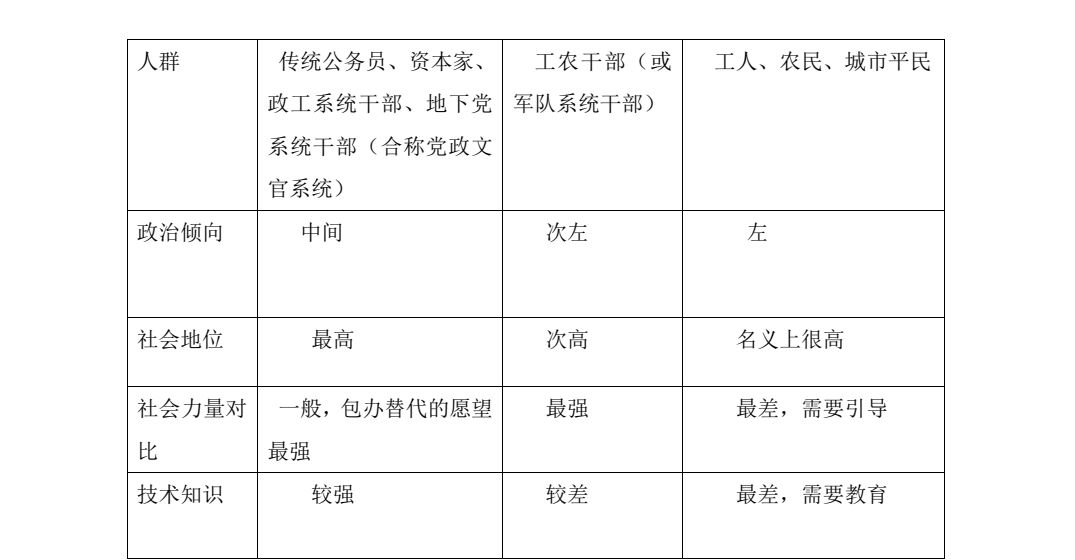 人群
传统公务员、资本家、
政工系统干部、地下党
系统干部（合称党政文
官系统）
工农干部（或
军队系统干部）
工人、农民、城市平民
政治倾向
中间
次左
左
社会地位
最高
次高
名义上很高
社会力量对
比
一般，包办替代的愿望
最强
最强
最差，需要引导
技术知识
较强
较差
最差，需要教育